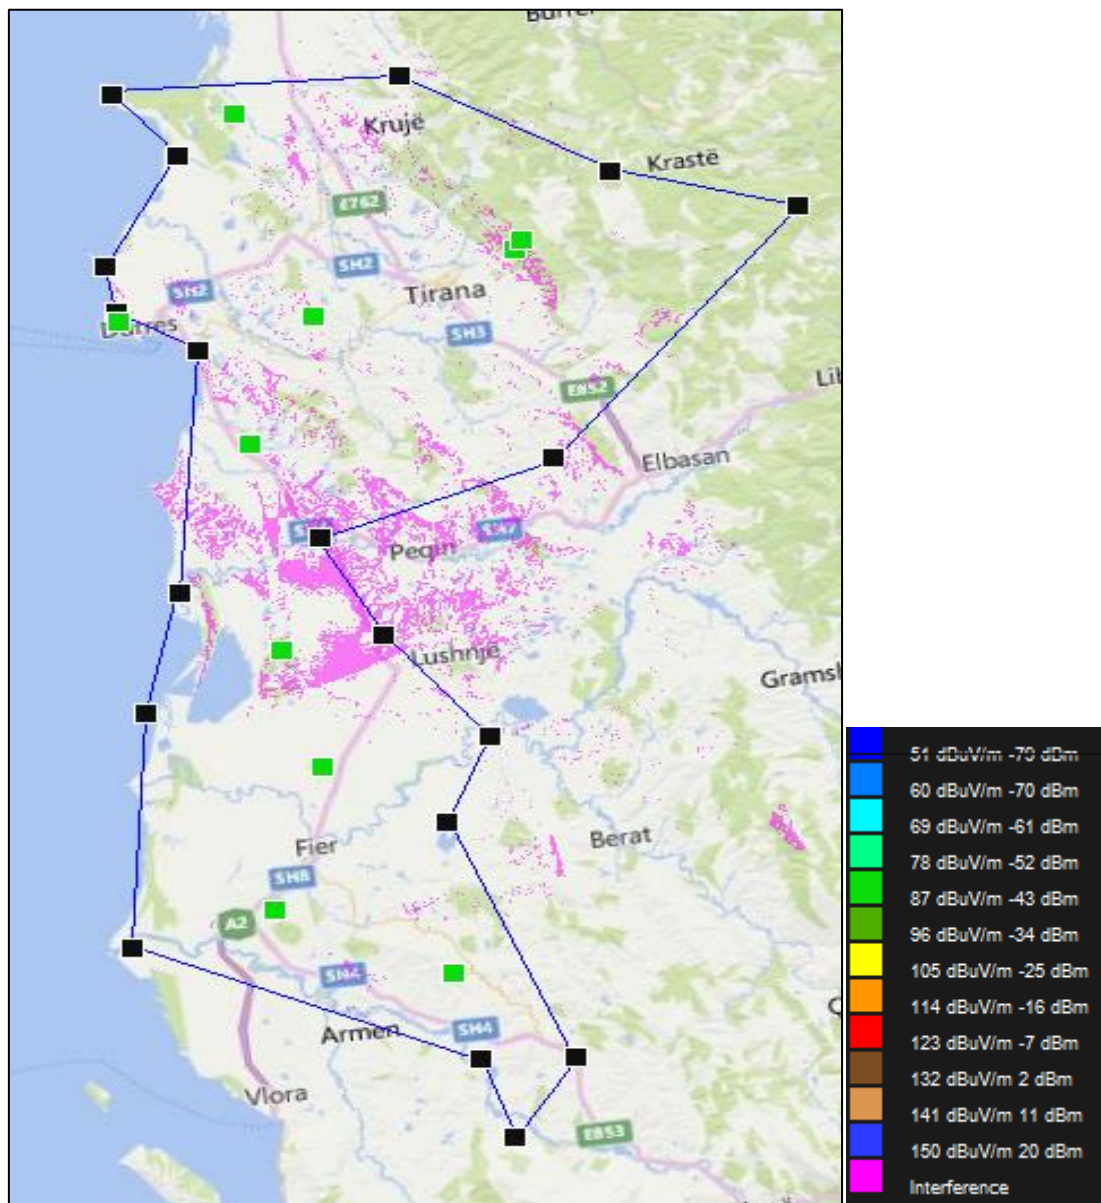 Krujë
Krastë
E762
SH2
SH2
Tirana
Durres
SH3
E852
Elbasan
Peqin
Lushnjë
Berat
Fier
SH8
A2
SH4
Armen
SH4
Vlora
E853
51 dBuV/m -79 dBm
60 dBuV/m -70 dBm
69 dBuV/m -61 dBm
78 dBuV/m -52 dBm
87 dBuV/m -43 dBm
96 dBuV/m -34 dBm
105 dBuV/m -25 dBm
114 dBuV/m -16 dBm
123 dBuV/m -7 dBm
132 dBuV/m 2 dBm
141 dBuV/m 11 dBm
150 dBuV/m 20 dBm
Interference